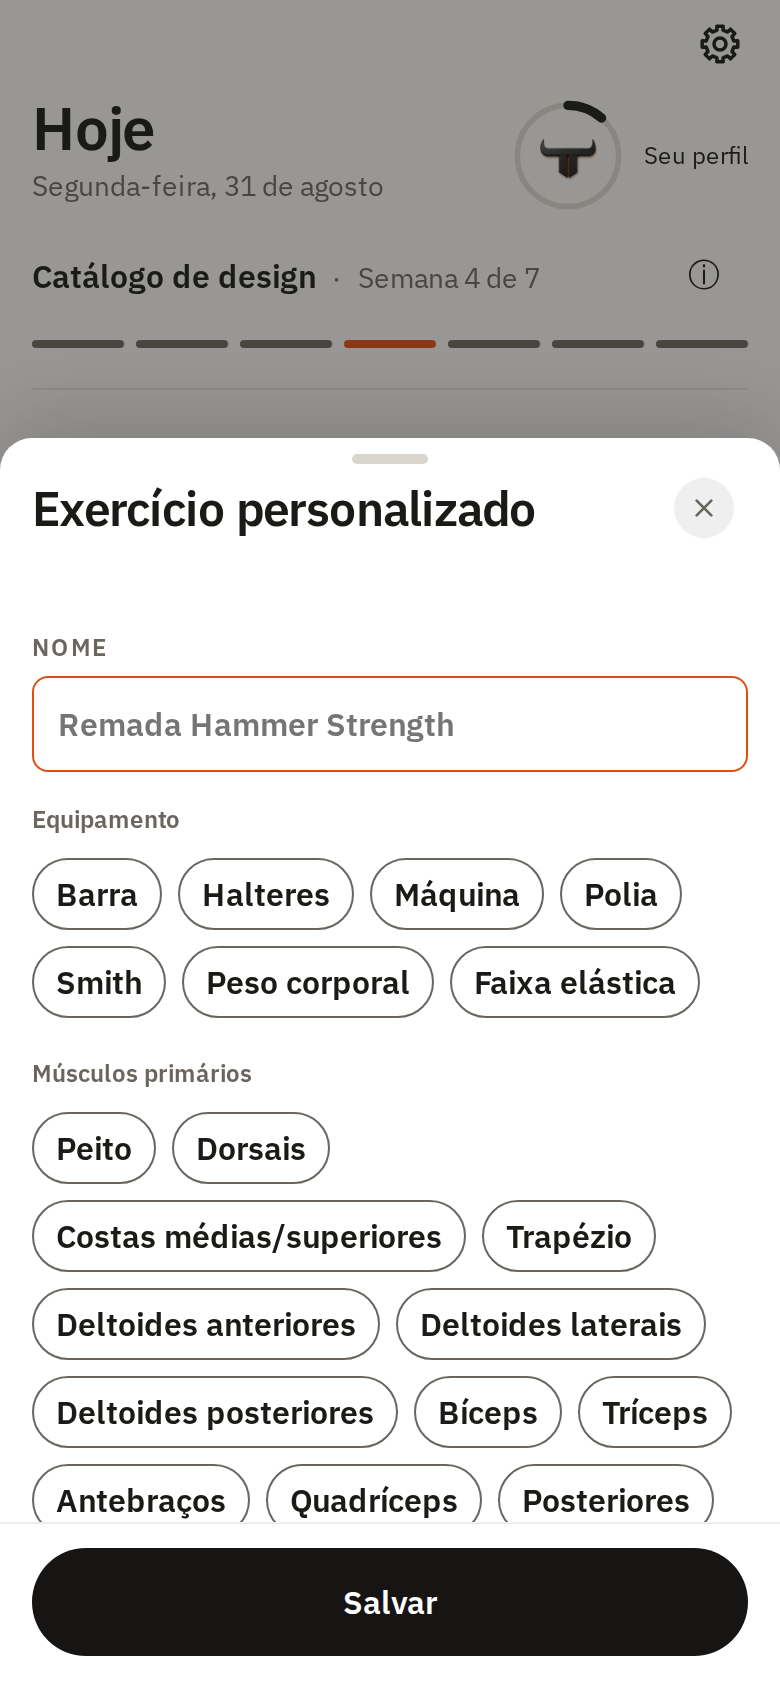 Hoje
Segunda-feira, 31 de agosto
Seu perfil
Catálogo de design · Semana 4 de 7
Exercício personalizado
NOME
Remada Hammer Strength
Equipamento
Barra Halteres Máquina Polia
Smith Peso corporal Faixa elástica
Músculos primários
Peito Dorsais
Costas médias/superiores Trapézio
Deltoides anteriores Deltoides laterais
Deltoides posteriores Bíceps Tríceps
Antebraços Quadríceps Posteriores
Salvar